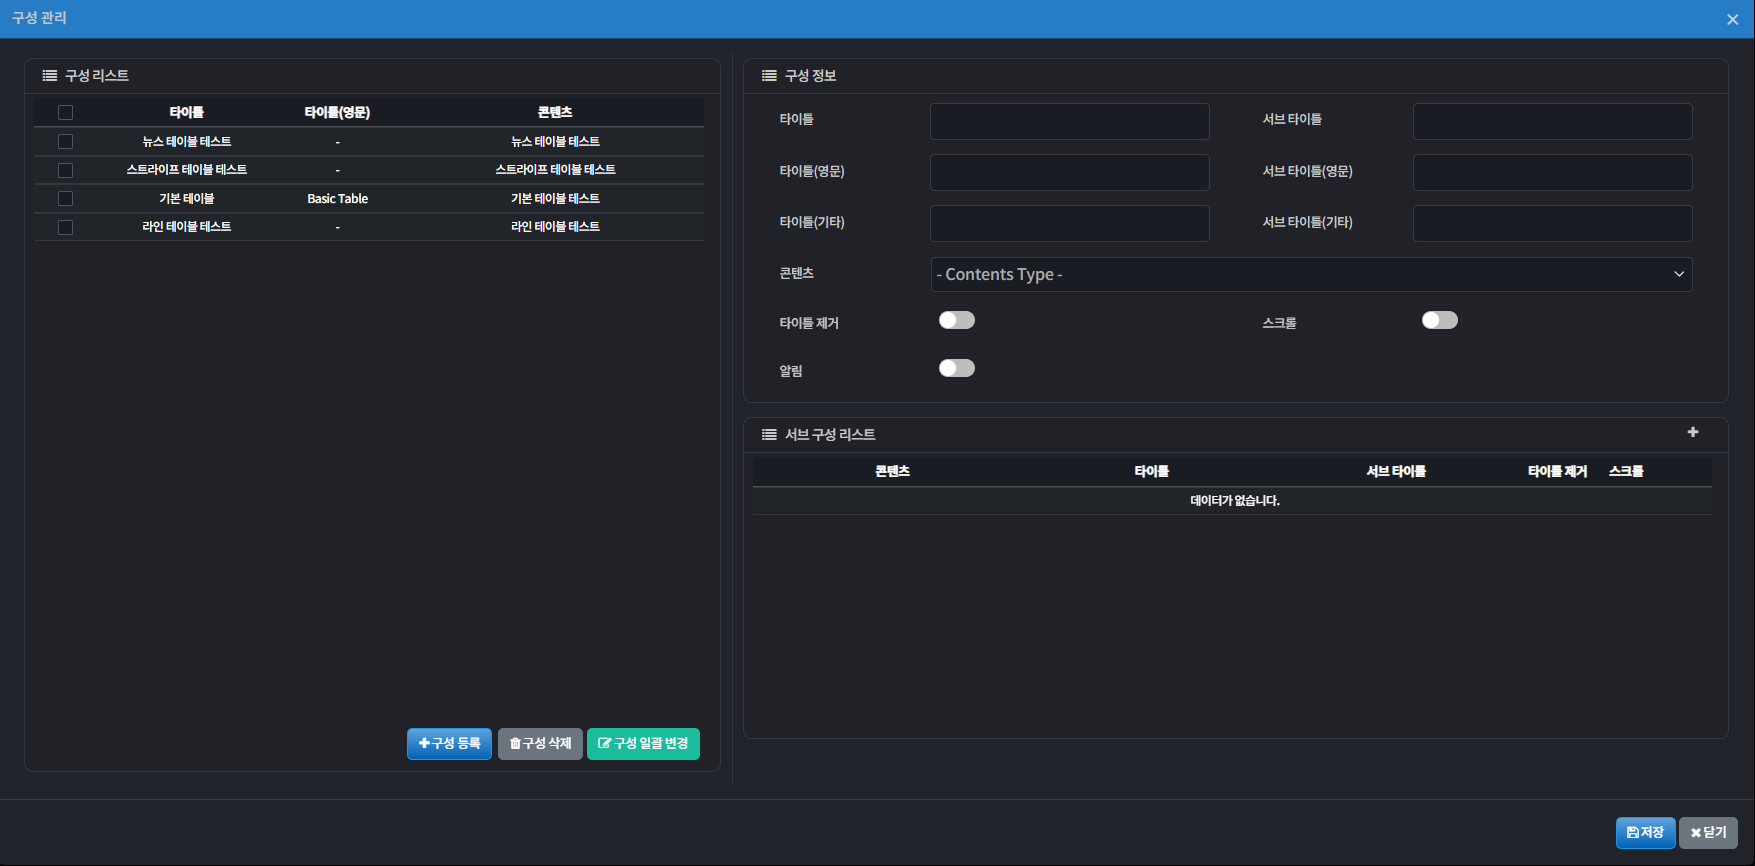 구성 관리
구성 리스트
타이틀 타이틀(영문) 콘텐츠
뉴스 테이블 테스트 - 뉴스 테이블 테스트
스트라이프 테이블 테스트 - 스트라이프 테이블 테스트
기본 테이블 Basic Table 기본 테이블 테스트
라인 테이블 테스트 - 라인 테이블 테스트
구성 등록 구성 삭제 구성 일괄 변경
구성 정보
타이틀 서브 타이틀
타이틀(영문) 서브 타이틀(영문)
타이틀(기타) 서브 타이틀(기타)
콘텐츠 - Contents Type -
타이틀 제거 스크롤
알림
서브 구성 리스트
콘텐츠 타이틀 서브 타이틀 타이틀 제거 스크롤
데이터가 없습니다.
저장 닫기